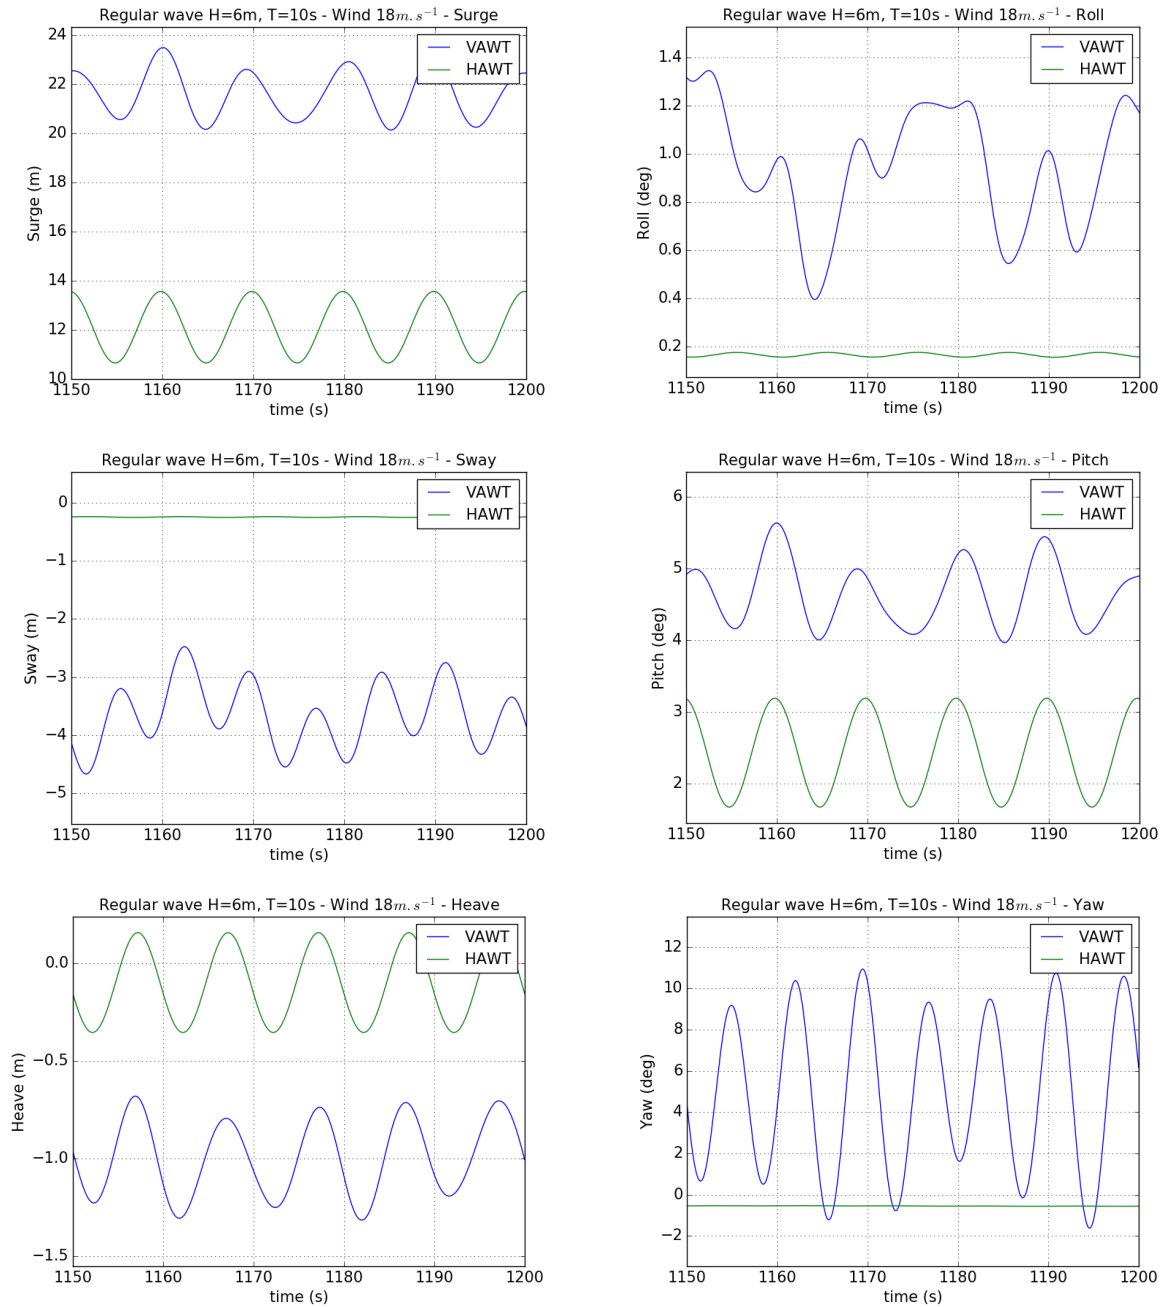 Regular wave H=6m, T=10s - Wind 18m.s⁻¹ - Surge
VAWT
HAWT
24
22
20
18
16
14
12
10
Surge (m)
1150 1160 1170 1180 1190 1200
time (s)
Regular wave H=6m, T=10s - Wind 18m.s⁻¹ - Roll
VAWT
HAWT
1.4
1.2
1.0
0.8
0.6
0.4
0.2
Roll (deg)
1150 1160 1170 1180 1190 1200
time (s)
Regular wave H=6m, T=10s - Wind 18m.s⁻¹ - Sway
VAWT
HAWT
0
−1
−2
−3
−4
−5
Sway (m)
1150 1160 1170 1180 1190 1200
time (s)
Regular wave H=6m, T=10s - Wind 18m.s⁻¹ - Pitch
VAWT
HAWT
6
5
4
3
2
Pitch (deg)
1150 1160 1170 1180 1190 1200
time (s)
Regular wave H=6m, T=10s - Wind 18m.s⁻¹ - Heave
VAWT
HAWT
0.0
−0.5
−1.0
−1.5
Heave (m)
1150 1160 1170 1180 1190 1200
time (s)
Regular wave H=6m, T=10s - Wind 18m.s⁻¹ - Yaw
VAWT
HAWT
12
10
8
6
4
2
0
−2
Yaw (deg)
1150 1160 1170 1180 1190 1200
time (s)